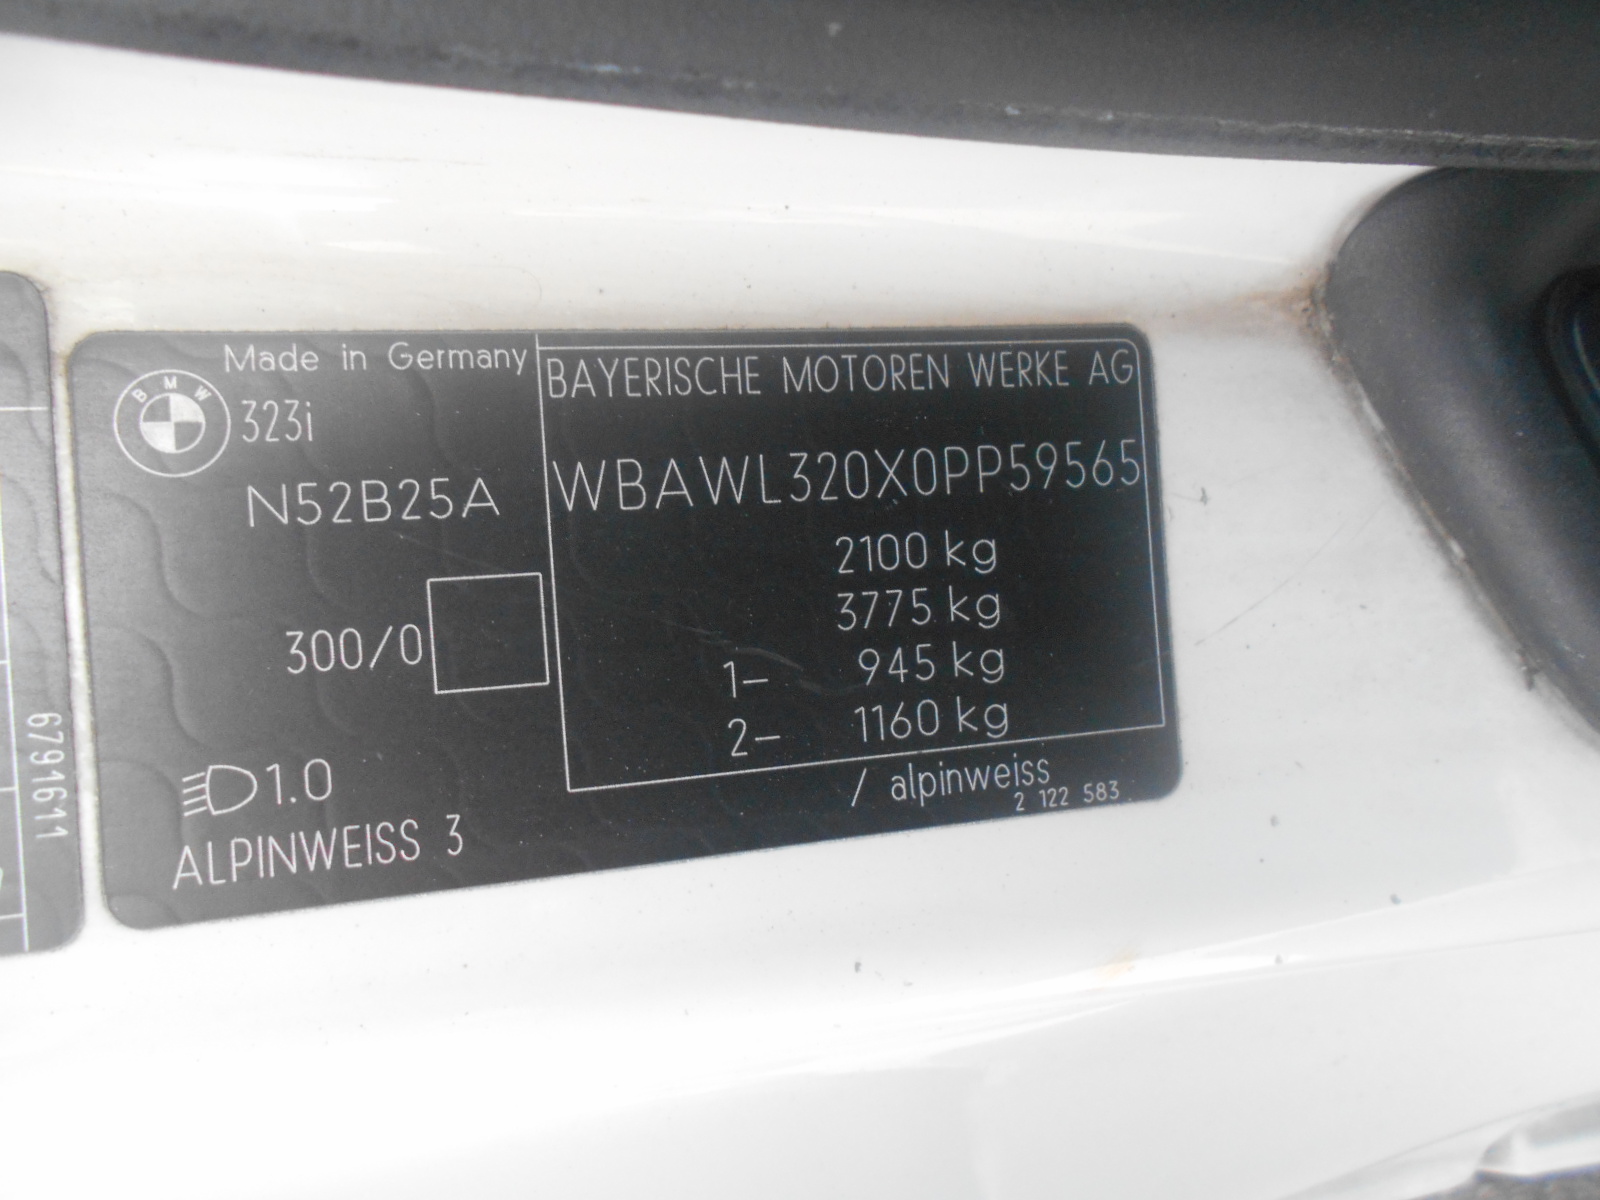 Made in Germany
BMW
323i
N52B25A
300/0
1.0
ALPINWEISS 3
BAYERISCHE MOTOREN WERKE AG
WBAWL320X0PP59565
2100 kg
3775 kg
1- 945 kg
2- 1160 kg
/ alpinweiss
2 122 583
6791611